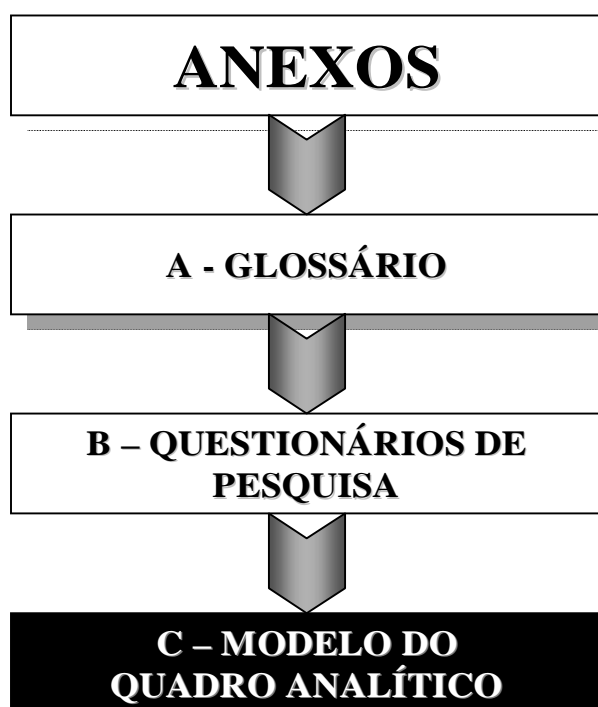 ANEXOS
A - GLOSSÁRIO
B – QUESTIONÁRIOS DE
PESQUISA
C – MODELO DO
QUADRO ANALÍTICO